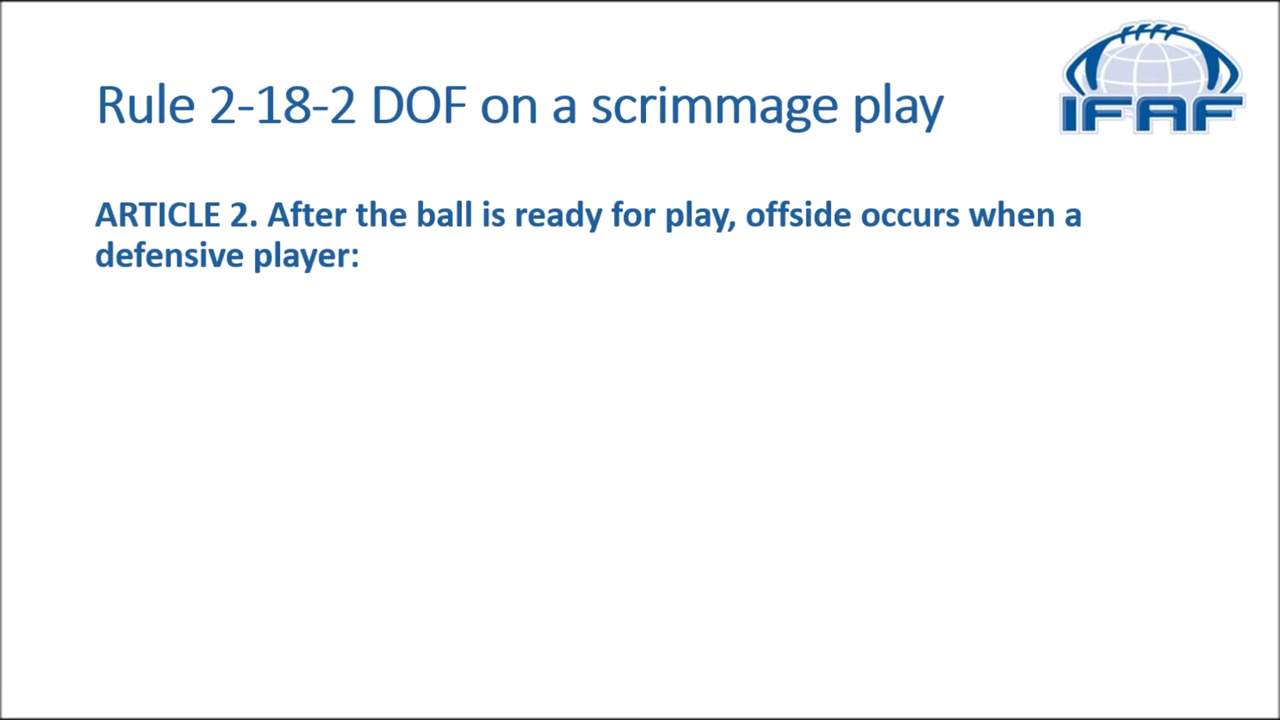 Rule 2-18-2 DOF on a scrimmage play
IFAF
ARTICLE 2. After the ball is ready for play, offside occurs when a
defensive player: